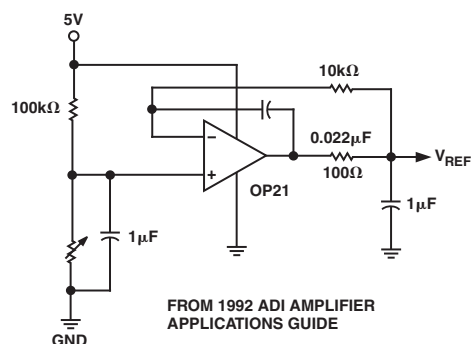 5V
100kΩ
10kΩ
0.022µF
100Ω
−
+
OP21
V_REF
1µF
1µF
GND
FROM 1992 ADI AMPLIFIER
APPLICATIONS GUIDE